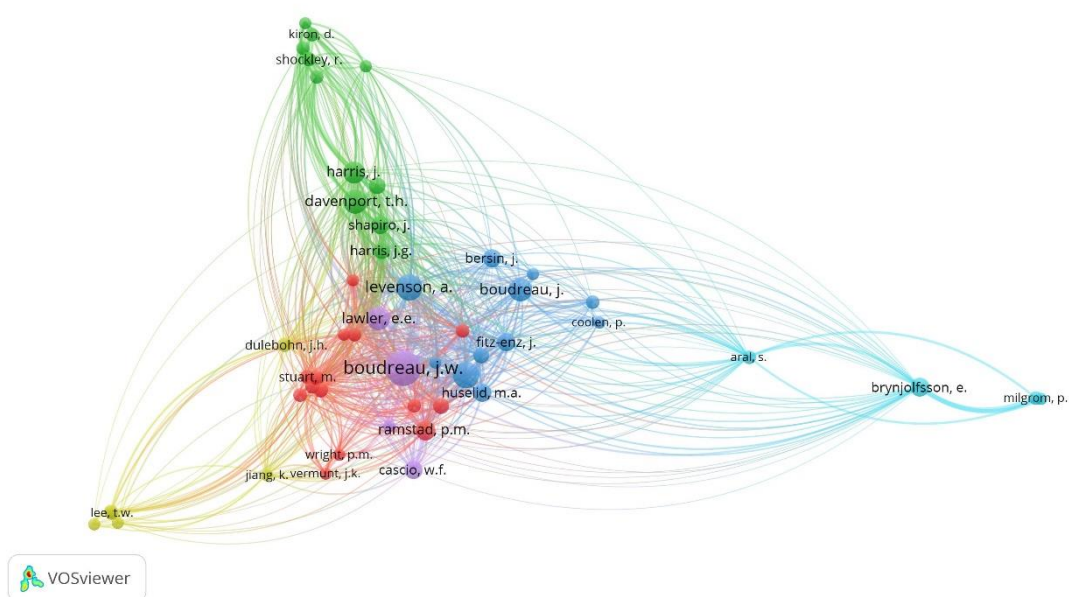 kiron, d.
shockley, r.
harris, j.
davenport, t.h.
shapiro, j.
harris, j.g.
bersin, j.
levenson, a.
boudreau, j.
lawler, e.e.
coolen, p.
dulebohn, j.h.
fitz-enz, j.
aral, s.
boudreau, j.w.
stuart, m.
brynjolfsson, e.
huselid, m.a.
milgrom, p.
ramstad, p.m.
wright, p.m.
cascio, w.f.
jiang, k.
vermunt, j.k.
lee, t.w.
VOSviewer